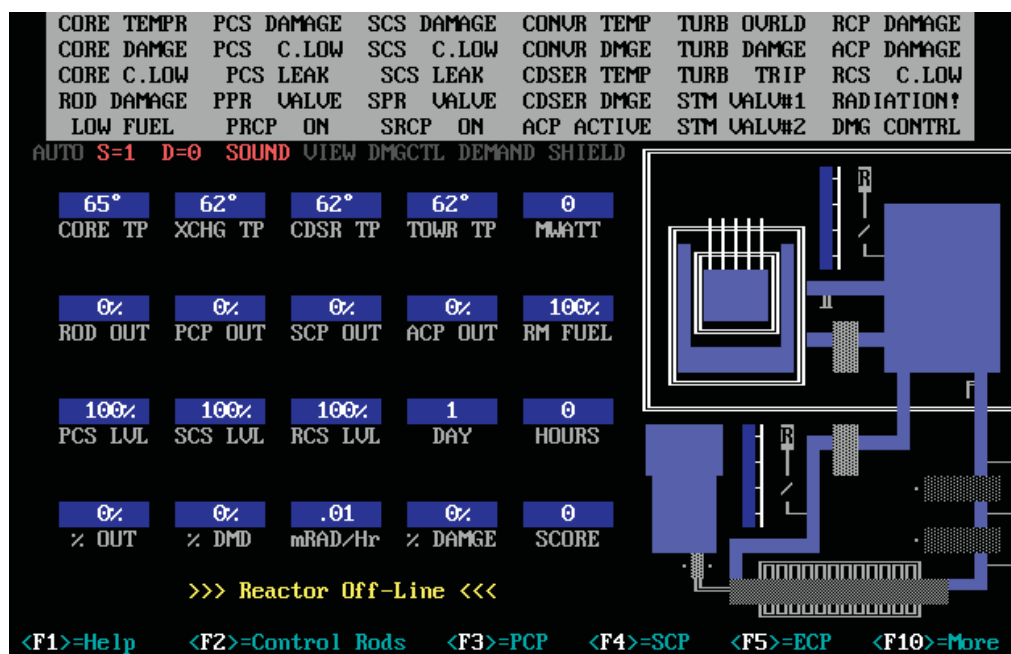 CORE TEMPR PCS DAMAGE SCS DAMAGE CONVR TEMP TURB OVRLD RCP DAMAGE
CORE DAMGE PCS C.LOW SCS C.LOW CONVR DMGE TURB DAMGE ACP DAMAGE
CORE C.LOW PCS LEAK SCS LEAK CDSER TEMP TURB TRIP RCS C.LOW
ROD DAMAGE PPR VALVE SPR VALVE CDSER DMGE STM VALV#1 RADIATION!
LOW FUEL PRCP ON SRCP ON ACP ACTIVE STM VALV#2 DMG CONTRL
AUTO S=1 D=0 SOUND VIEW DMGCTL DEMAND SHIELD
R
65° 62° 62° 62° 0
CORE TP XCHG TP CDSR TP TOWR TP MWATT
0% 0% 0% 0% 100%
ROD OUT PCP OUT SCP OUT ACP OUT RM FUEL
100% 100% 100% 1 0
PCS LVL SCS LVL RCS LVL DAY HOURS
R
0% 0% .01 0% 0
% OUT % DMD mRAD/Hr % DAMGE SCORE
>>> Reactor Off-Line <<<
<F1>=Help <F2>=Control Rods <F3>=PCP <F4>=SCP <F5>=ECP <F10>=More